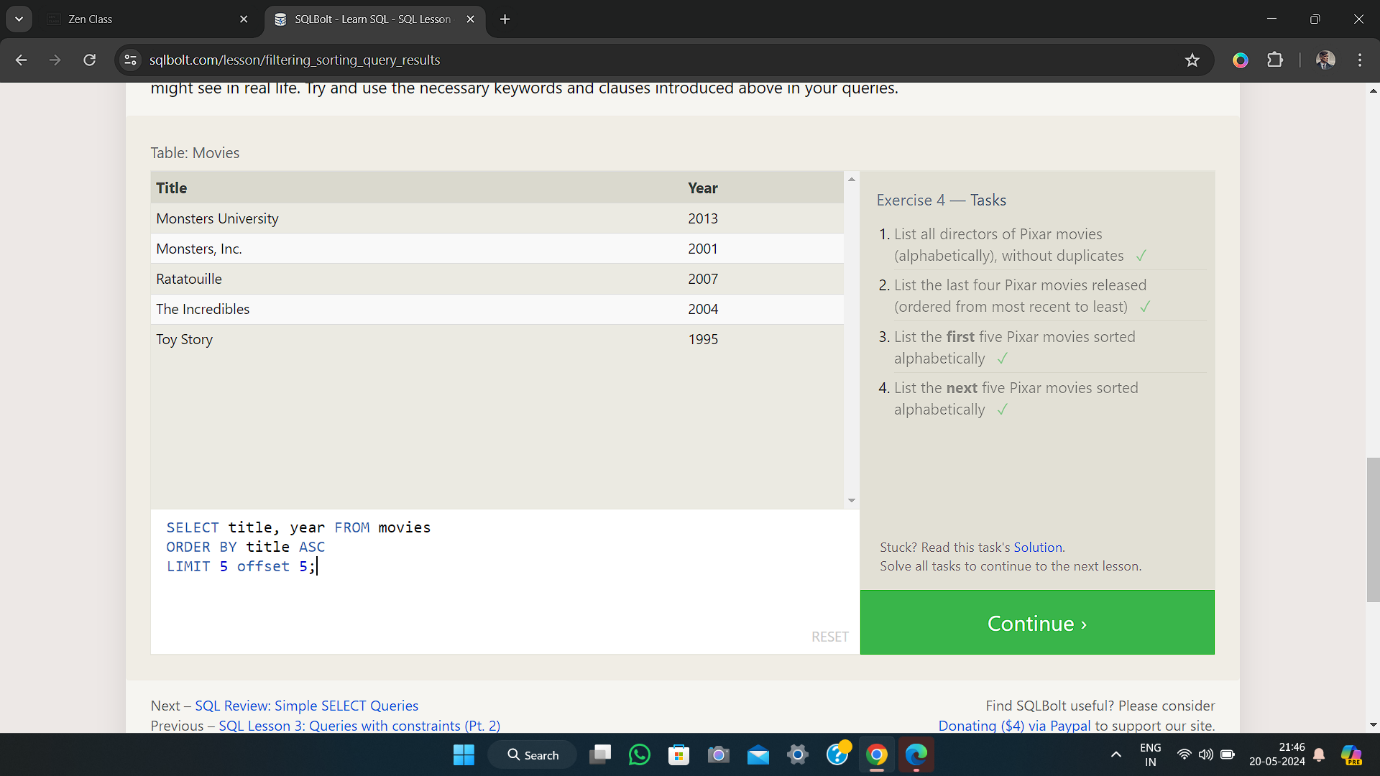 Zen Class
SQLBolt - Learn SQL - SQL Lesson
sqlbolt.com/lesson/filtering_sorting_query_results
might see in real life. Try and use the necessary keywords and clauses introduced above in your queries.
Table: Movies
Title Year
Monsters University 2013
Monsters, Inc. 2001
Ratatouille 2007
The Incredibles 2004
Toy Story 1995
SELECT title, year FROM movies
ORDER BY title ASC
LIMIT 5 offset 5;
RESET
Exercise 4 — Tasks
1. List all directors of Pixar movies
(alphabetically), without duplicates ✓
2. List the last four Pixar movies released
(ordered from most recent to least) ✓
3. List the first five Pixar movies sorted
alphabetically ✓
4. List the next five Pixar movies sorted
alphabetically ✓
Stuck? Read this task's Solution.
Solve all tasks to continue to the next lesson.
Continue ›
Next – SQL Review: Simple SELECT Queries
Previous – SQL Lesson 3: Queries with constraints (Pt. 2)
Find SQLBolt useful? Please consider
Donating ($4) via Paypal to support our site.
Search
ENG
IN
21:46
20-05-2024
PRE